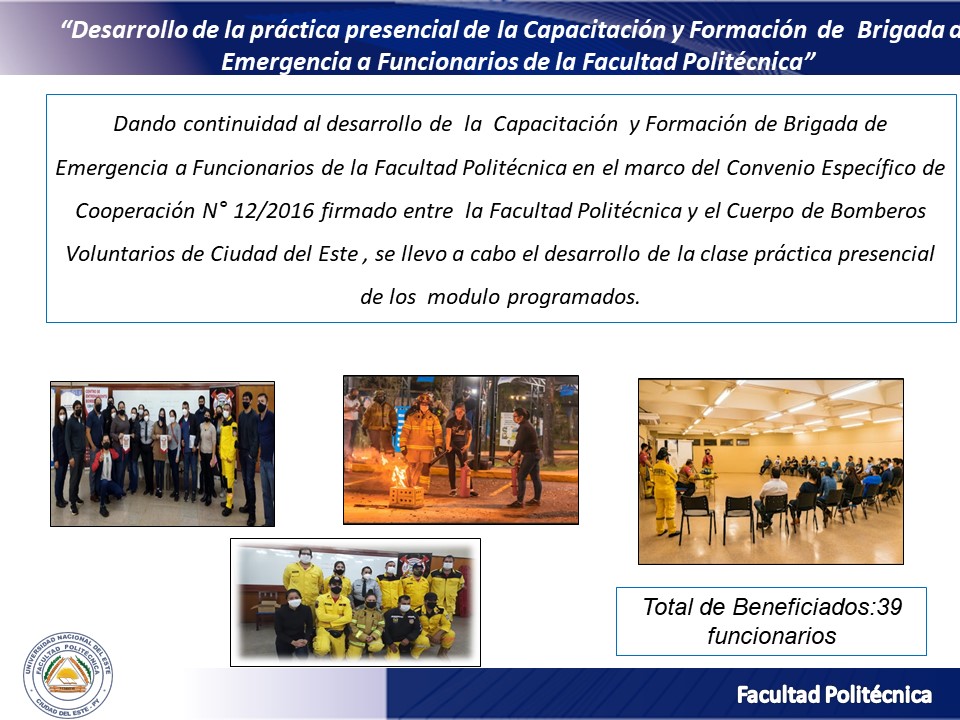 “Desarrollo de la práctica presencial de la Capacitación y Formación de Brigada d
Emergencia a Funcionarios de la Facultad Politécnica”
Dando continuidad al desarrollo de la Capacitación y Formación de Brigada de
Emergencia a Funcionarios de la Facultad Politécnica en el marco del Convenio Específico de
Cooperación N° 12/2016 firmado entre la Facultad Politécnica y el Cuerpo de Bomberos
Voluntarios de Ciudad del Este , se llevo a cabo el desarrollo de la clase práctica presencial
de los modulo programados.
Total de Beneficiados:39
funcionarios
UNIVERSIDAD NACIONAL DEL ESTE
FACULTAD POLITÉCNICA
CIUDAD DEL ESTE - PY
Facultad Politécnica